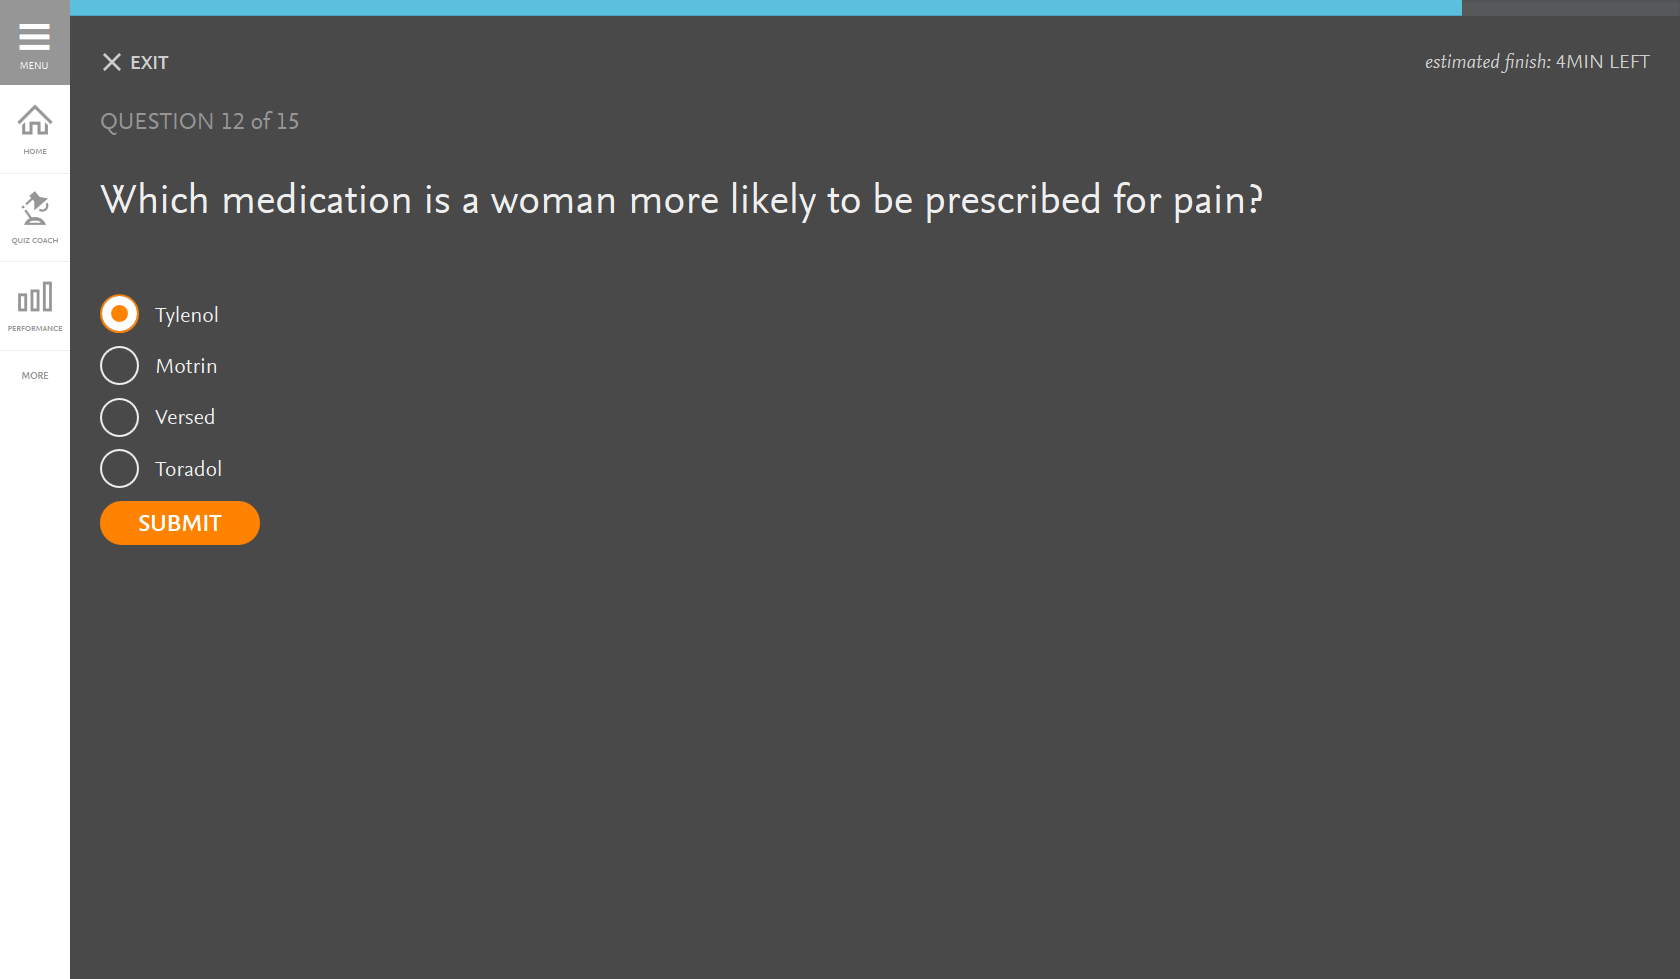 MENU
HOME
QUIZ COACH
PERFORMANCE
MORE
EXIT
estimated finish: 4MIN LEFT
QUESTION 12 of 15
Which medication is a woman more likely to be prescribed for pain?
Tylenol
Motrin
Versed
Toradol
SUBMIT